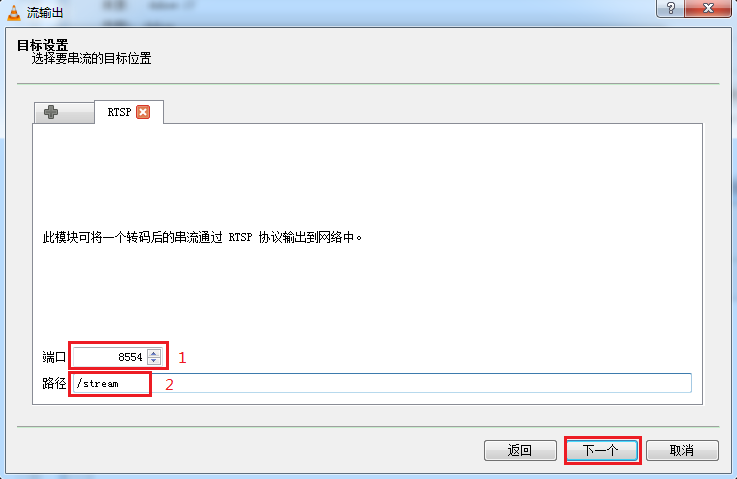 流输出
目标设置
选择要串流的目标位置
RTSP
此模块可将一个转码后的串流通过 RTSP 协议输出到网络中。
端口 8554 1
路径 /stream 2
返回 下一个 取消